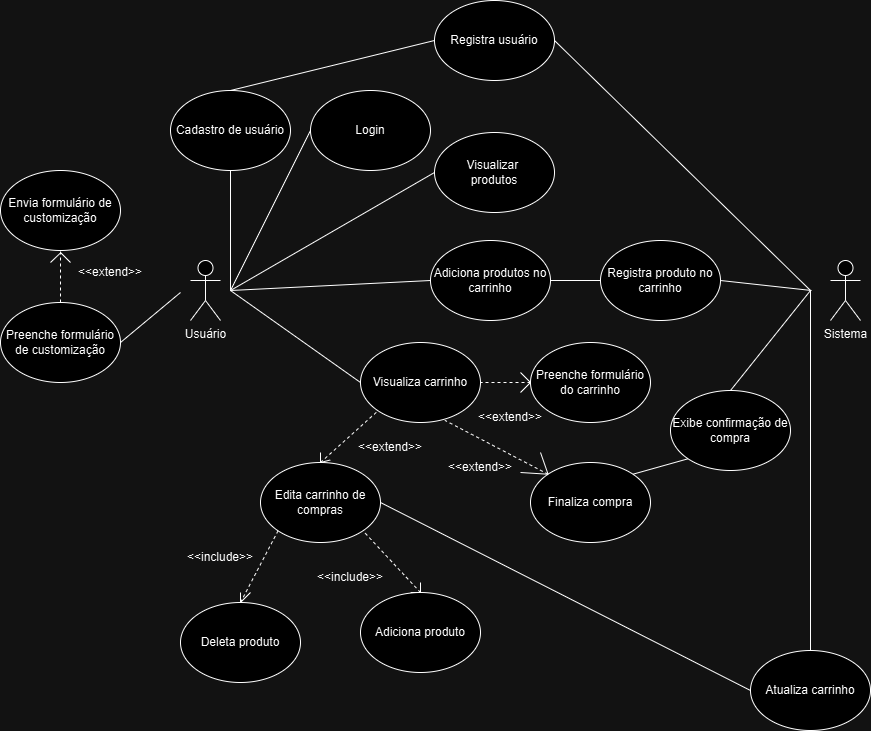 Registra usuário
Cadastro de usuário
Login
Visualizar
produtos
Envia formulário de
customização
<<extend>>
Adiciona produtos no
carrinho
Registra produto no
carrinho
Usuário
Sistema
Preenche formulário
de customização
Visualiza carrinho
Preenche formulário
do carrinho
<<extend>>
Exibe confirmação de
compra
<<extend>>
<<extend>>
Edita carrinho de
compras
Finaliza compra
<<include>>
<<include>>
Deleta produto
Adiciona produto
Atualiza carrinho